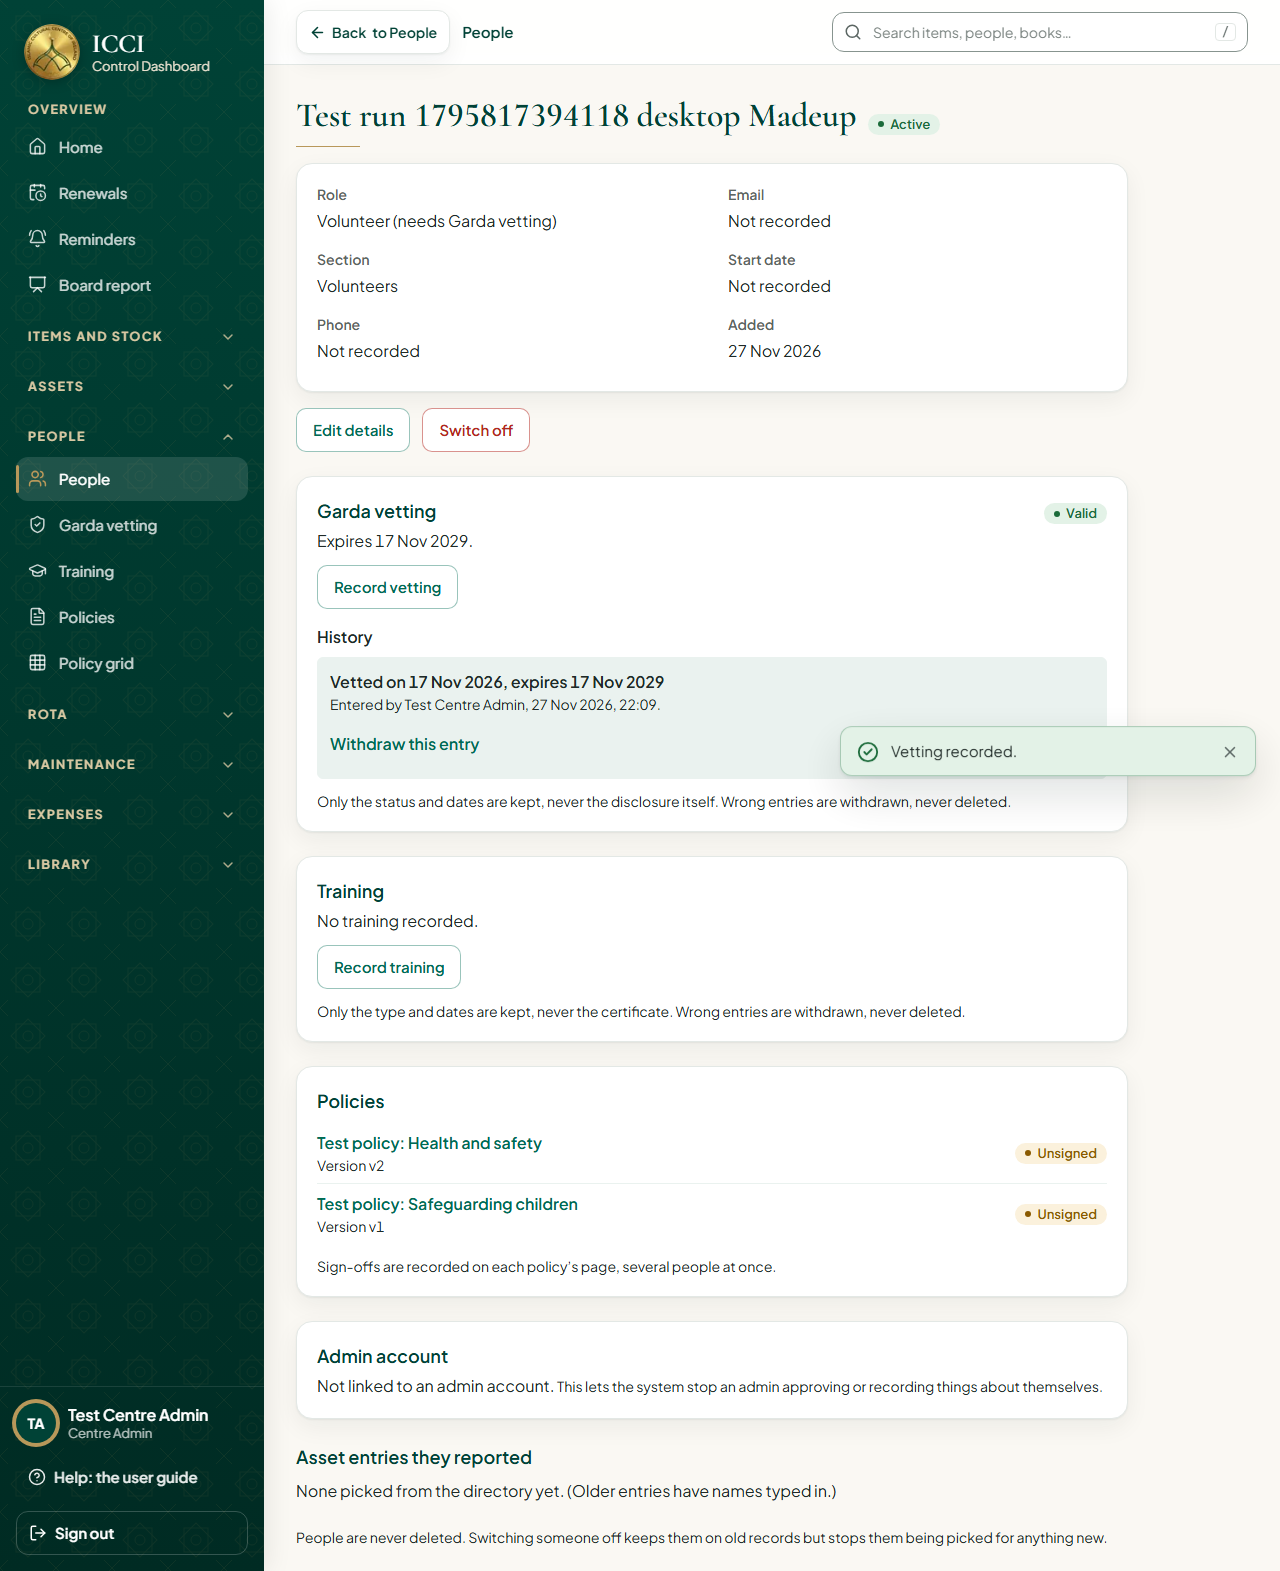 ICCI
Control Dashboard
OVERVIEW
Home
Renewals
Reminders
Board report
ITEMS AND STOCK
ASSETS
PEOPLE
People
Garda vetting
Training
Policies
Policy grid
ROTA
MAINTENANCE
EXPENSES
LIBRARY
TA
Test Centre Admin
Centre Admin
Help: the user guide
Sign out
Back to People
People
Search items, people, books…
/
Test run 1795817394118 desktop Madeup
Active
Role
Volunteer (needs Garda vetting)
Email
Not recorded
Section
Volunteers
Start date
Not recorded
Phone
Not recorded
Added
27 Nov 2026
Edit details
Switch off
Garda vetting
Valid
Expires 17 Nov 2029.
Record vetting
History
Vetted on 17 Nov 2026, expires 17 Nov 2029
Entered by Test Centre Admin, 27 Nov 2026, 22:09.
Withdraw this entry
Vetting recorded.
Only the status and dates are kept, never the disclosure itself. Wrong entries are withdrawn, never deleted.
Training
No training recorded.
Record training
Only the type and dates are kept, never the certificate. Wrong entries are withdrawn, never deleted.
Policies
Test policy: Health and safety
Version v2
Unsigned
Test policy: Safeguarding children
Version v1
Unsigned
Sign-offs are recorded on each policy's page, several people at once.
Admin account
Not linked to an admin account. This lets the system stop an admin approving or recording things about themselves.
Asset entries they reported
None picked from the directory yet. (Older entries have names typed in.)
People are never deleted. Switching someone off keeps them on old records but stops them being picked for anything new.